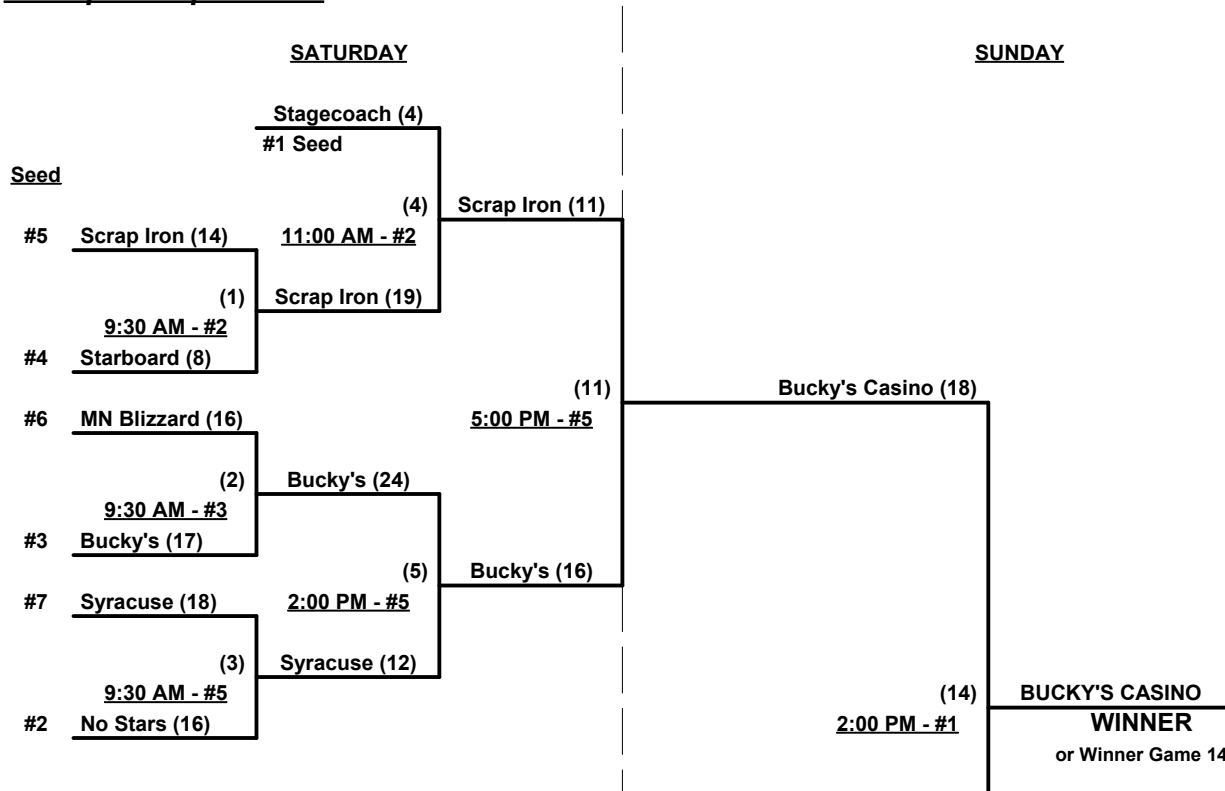 SATURDAY
SUNDAY
Stagecoach (4)
#1 Seed
Seed
(4)
Scrap Iron (11)
#5
Scrap Iron (14)
11:00 AM - #2
(1)
Scrap Iron (19)
9:30 AM - #2
#4
Starboard (8)
(11)
Bucky's Casino (18)
#6
MN Blizzard (16)
5:00 PM - #5
(2)
Bucky's (24)
9:30 AM - #3
#3
Bucky's (17)
(5)
Bucky's (16)
#7
Syracuse (18)
2:00 PM - #5
(3)
Syracuse (12)
9:30 AM - #5
(14)
BUCKY'S CASINO
#2
No Stars (16)
2:00 PM - #1
WINNER
or Winner Game 14